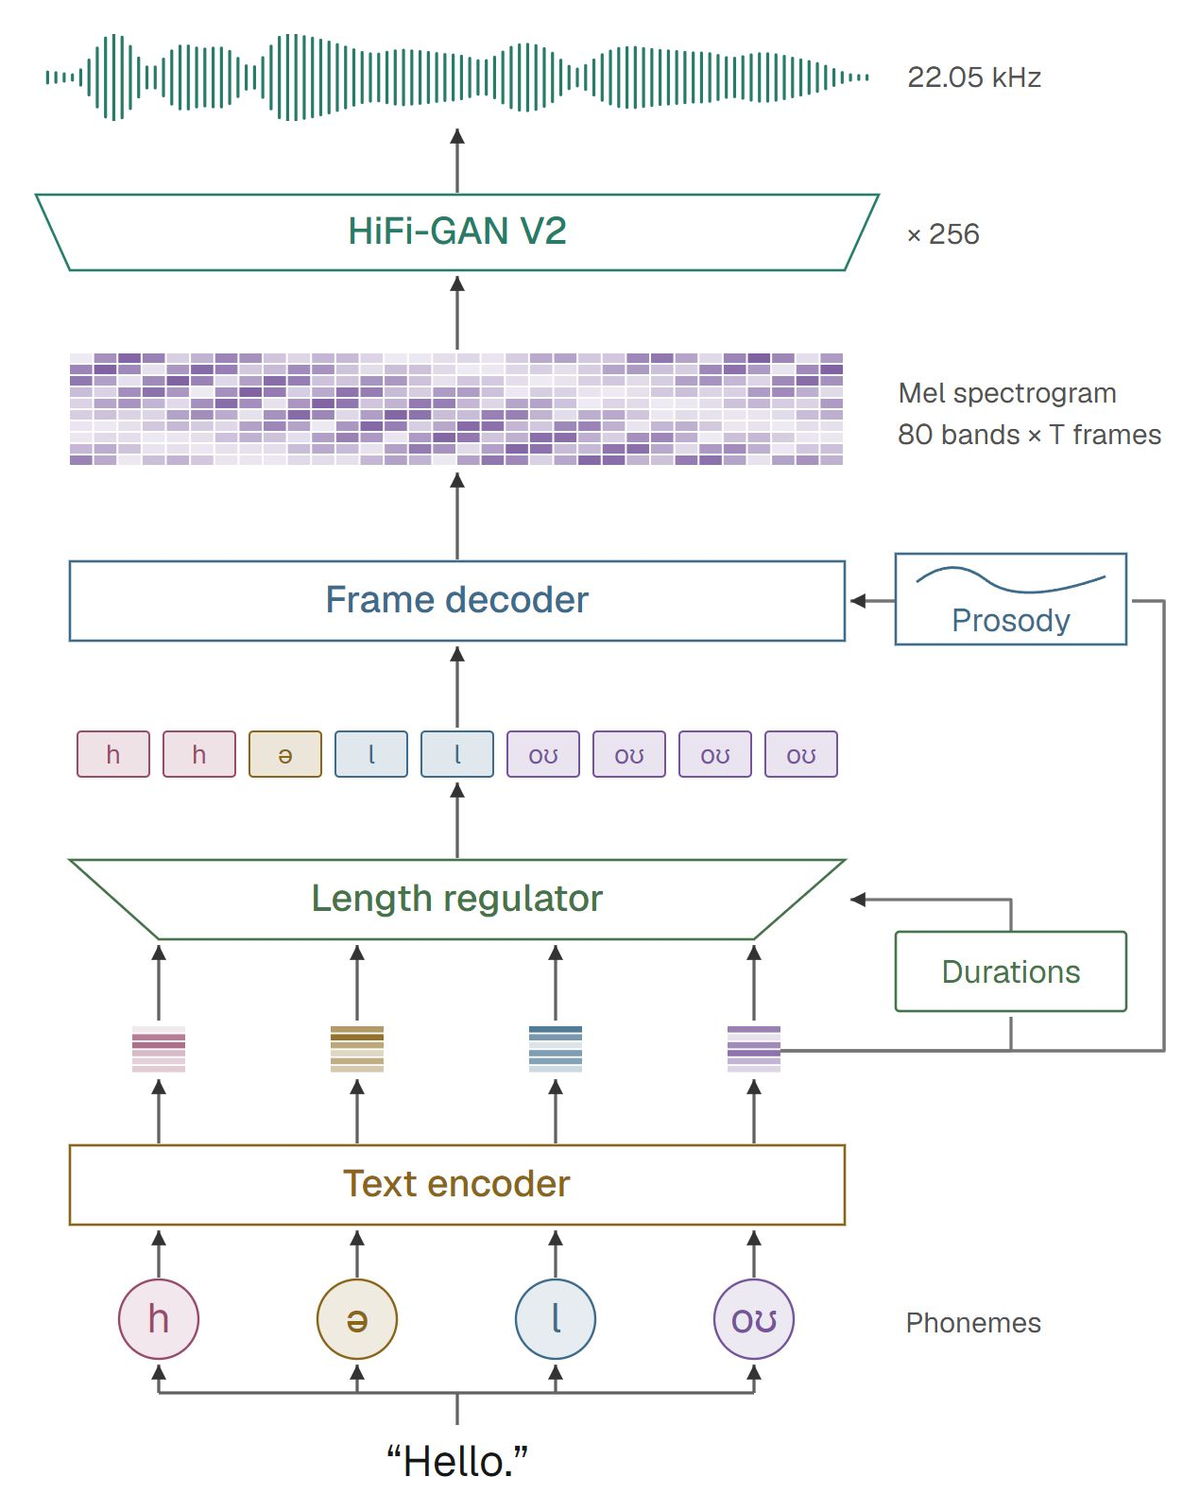 22.05 kHz
HiFi-GAN V2
× 256
Mel spectrogram
80 bands × T frames
Frame decoder
Prosody
h h ə l l oʊ oʊ oʊ oʊ
Length regulator
Durations
Text encoder
h ə l oʊ
Phonemes
“Hello.”